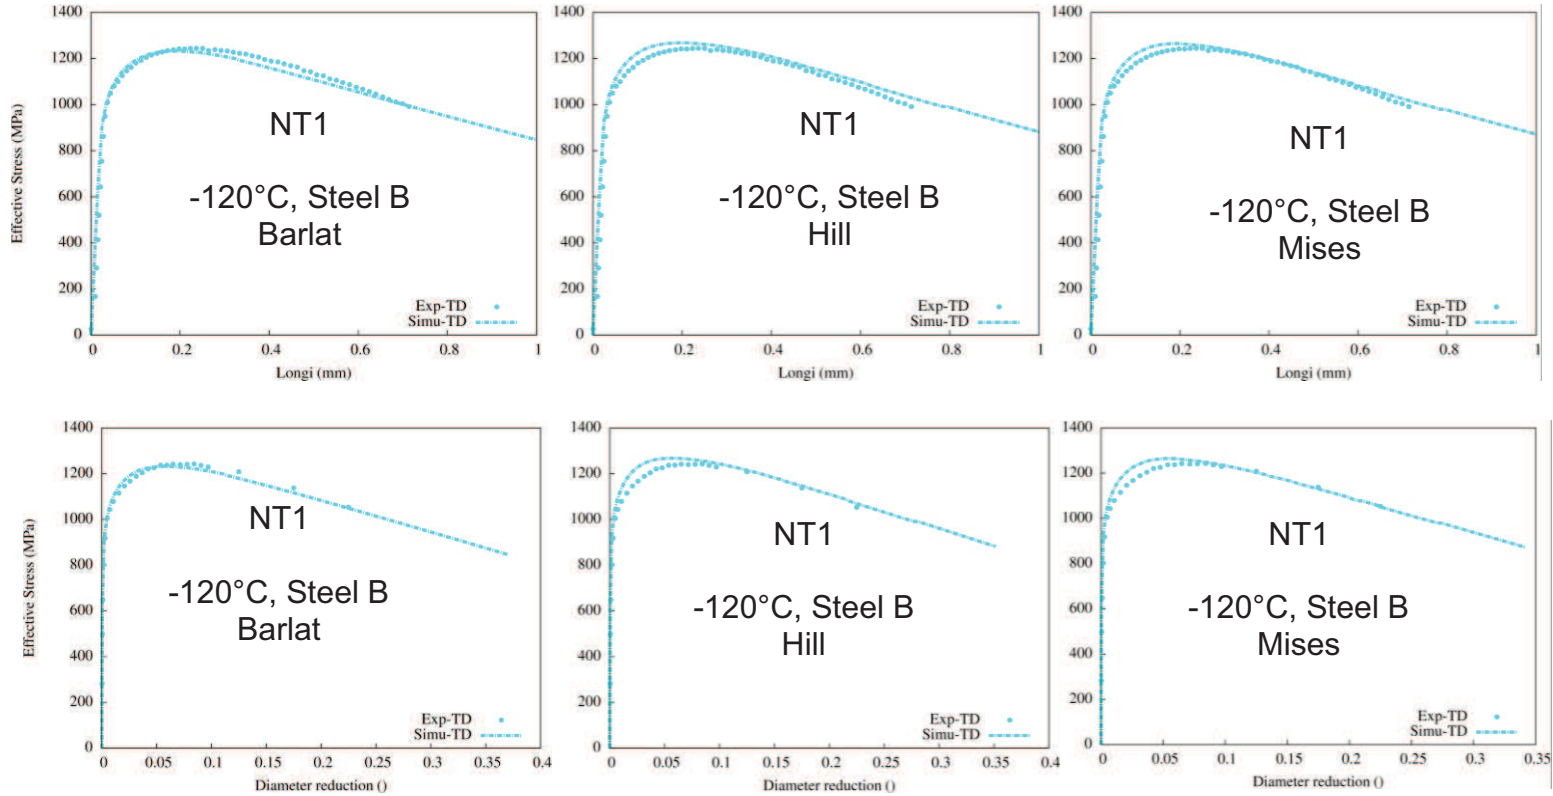 1400
1200
1000
800
600
400
200
0
Effective Stress (MPa)
NT1
-120°C, Steel B
Barlat
Exp-TD
Simu-TD
0 0.2 0.4 0.6 0.8 1
Longi (mm)
1400
1200
1000
800
600
400
200
0
NT1
-120°C, Steel B
Hill
Exp-TD
Simu-TD
0 0.2 0.4 0.6 0.8 1
Longi (mm)
1400
1200
1000
800
600
400
200
0
NT1
-120°C, Steel B
Mises
Exp-TD
Simu-TD
0 0.2 0.4 0.6 0.8 1
Longi (mm)
1400
1200
1000
800
600
400
200
0
Effective Stress (MPa)
NT1
-120°C, Steel B
Barlat
Exp-TD
Simu-TD
0 0.05 0.1 0.15 0.2 0.25 0.3 0.35 0.4
Diameter reduction ()
1400
1200
1000
800
600
400
200
0
NT1
-120°C, Steel B
Hill
Exp-TD
Simu-TD
0 0.05 0.1 0.15 0.2 0.25 0.3 0.35 0.4
Diameter reduction ()
1400
1200
1000
800
600
400
200
0
NT1
-120°C, Steel B
Mises
Exp-TD
Simu-TD
0 0.05 0.1 0.15 0.2 0.25 0.3 0.35
Diameter reduction ()